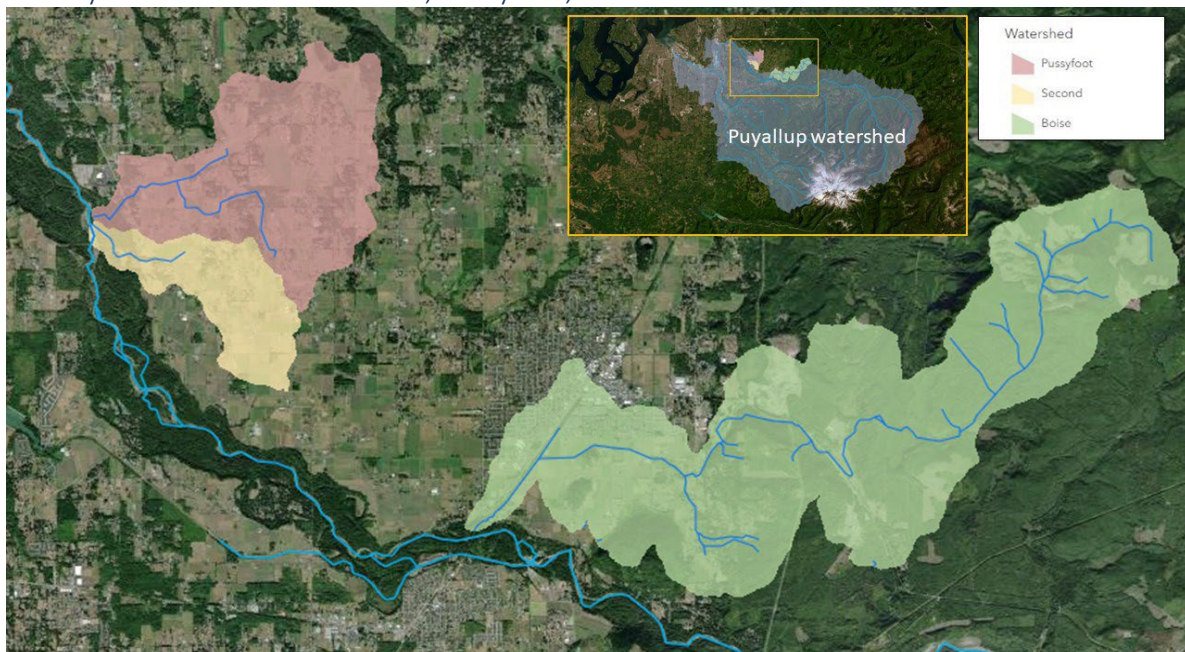 Watershed
Pussyfoot
Second
Boise
Puyallup watershed